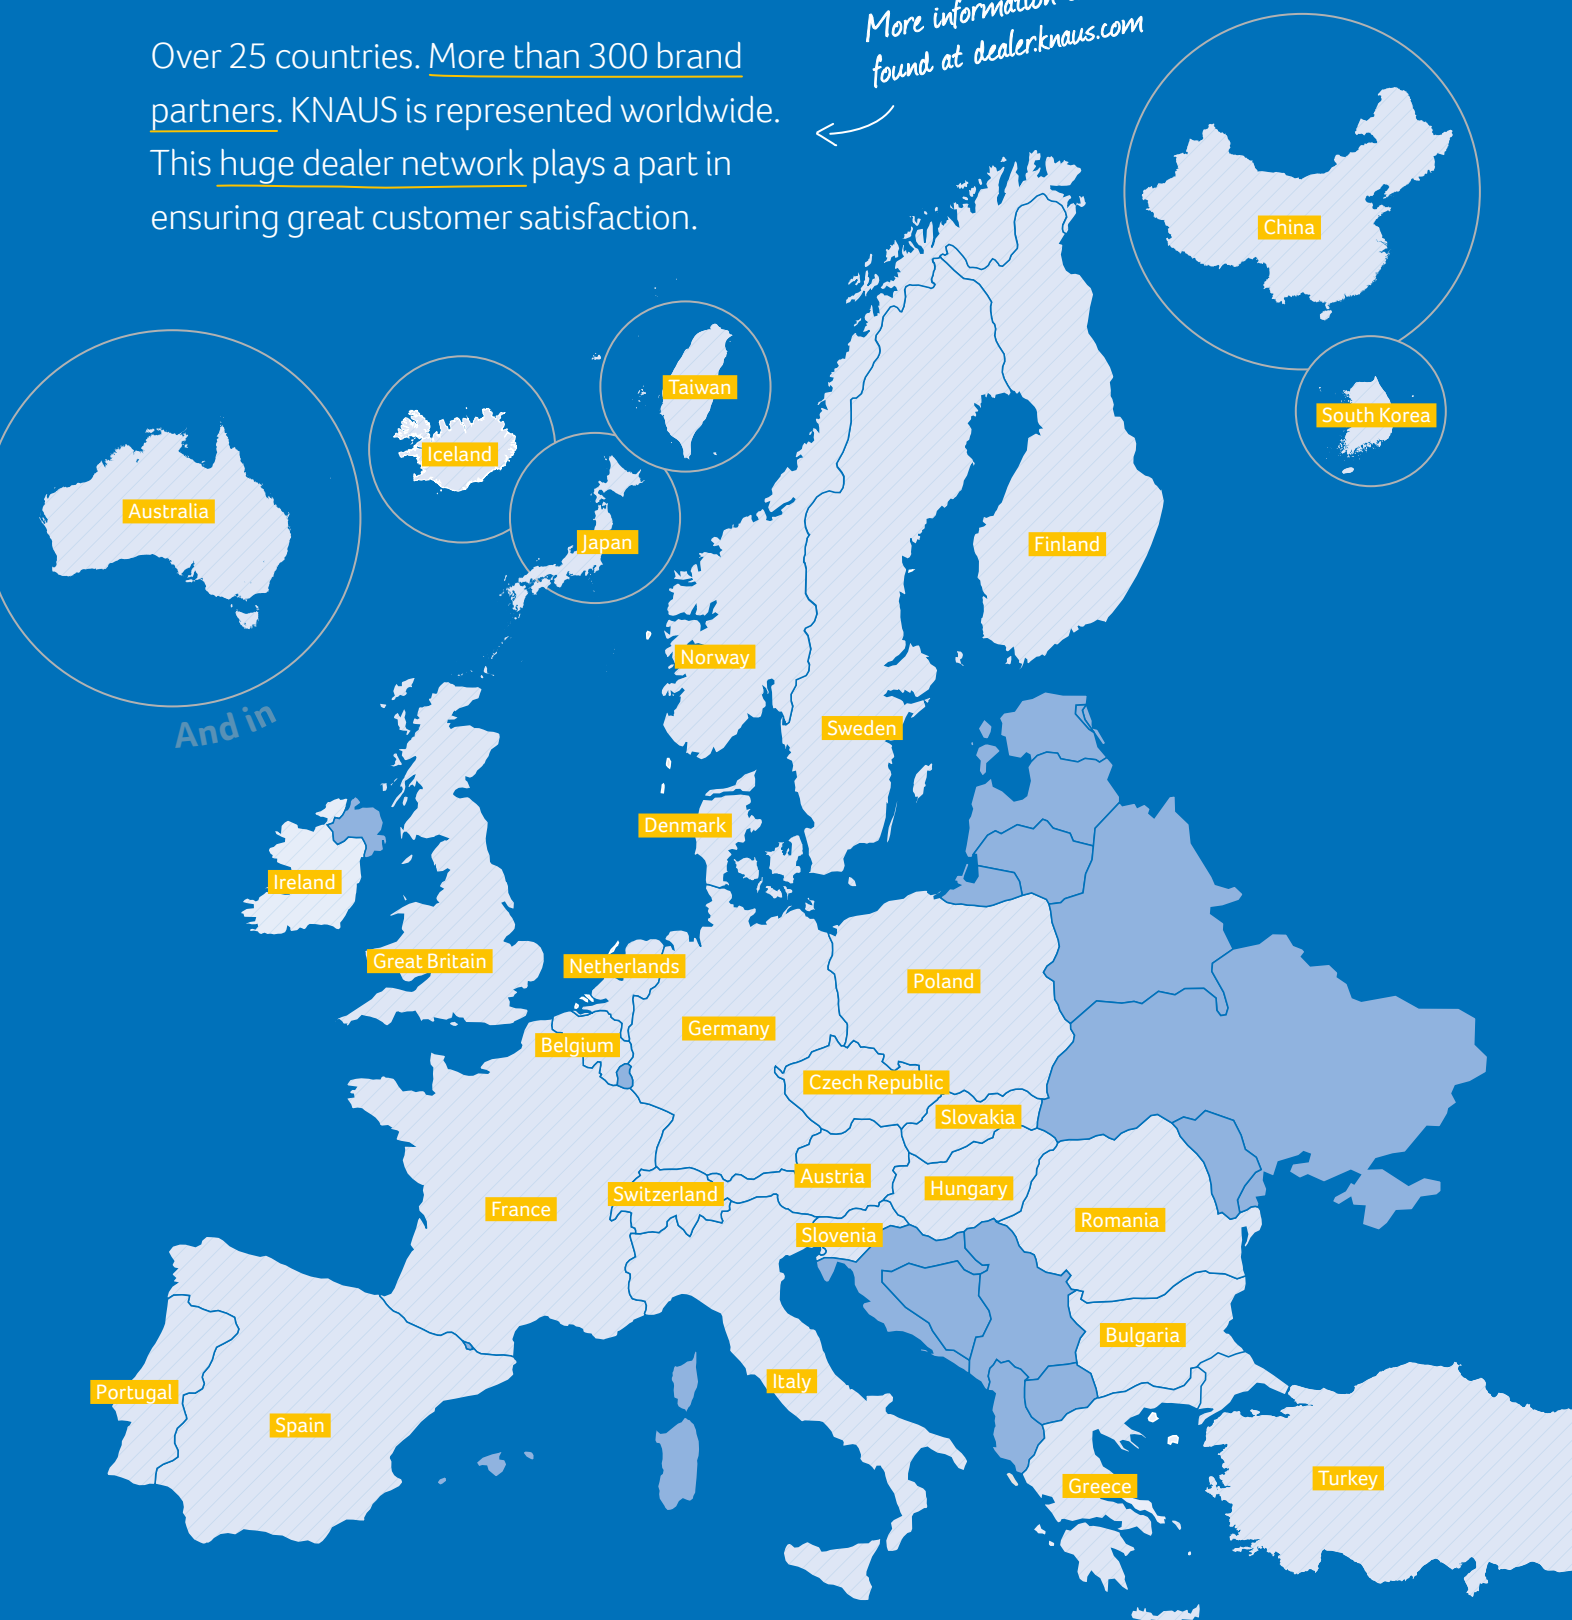 More information
found at dealer.knaus.com
Over 25 countries. More than 300 brand
partners. KNAUS is represented worldwide.
This huge dealer network plays a part in
ensuring great customer satisfaction.
China
South Korea
Taiwan
Iceland
Japan
Australia
And in
Finland
Norway
Sweden
Denmark
Ireland
Great Britain
Netherlands
Poland
Germany
Belgium
Czech Republic
Slovakia
Austria
Hungary
Switzerland
France
Romania
Slovenia
Bulgaria
Italy
Portugal
Spain
Turkey
Greece